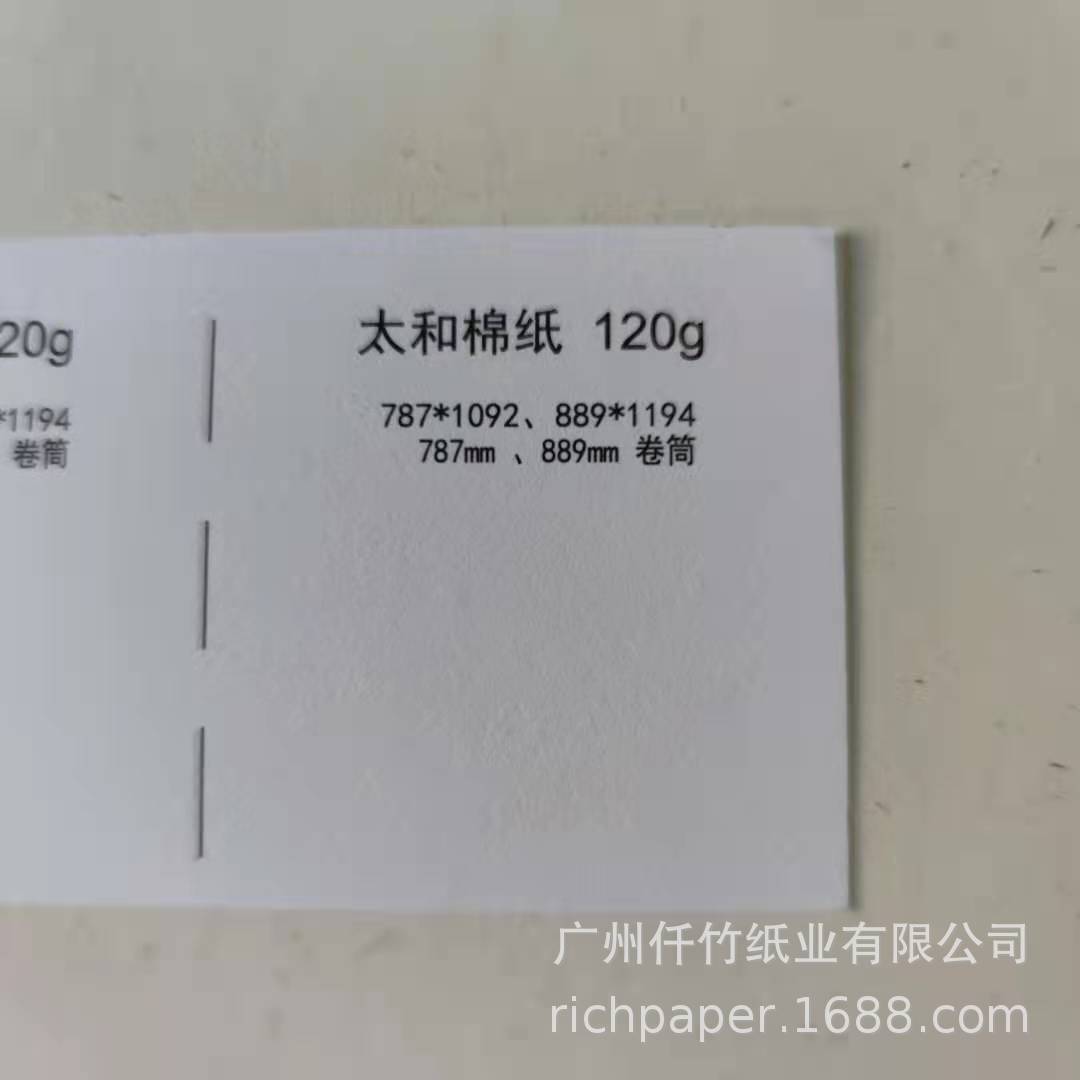 20g
*1194
卷筒
太和棉纸 120g
787*1092、889*1194
787mm 、889mm 卷筒
广州仟竹纸业有限公司
richpaper.1688.com